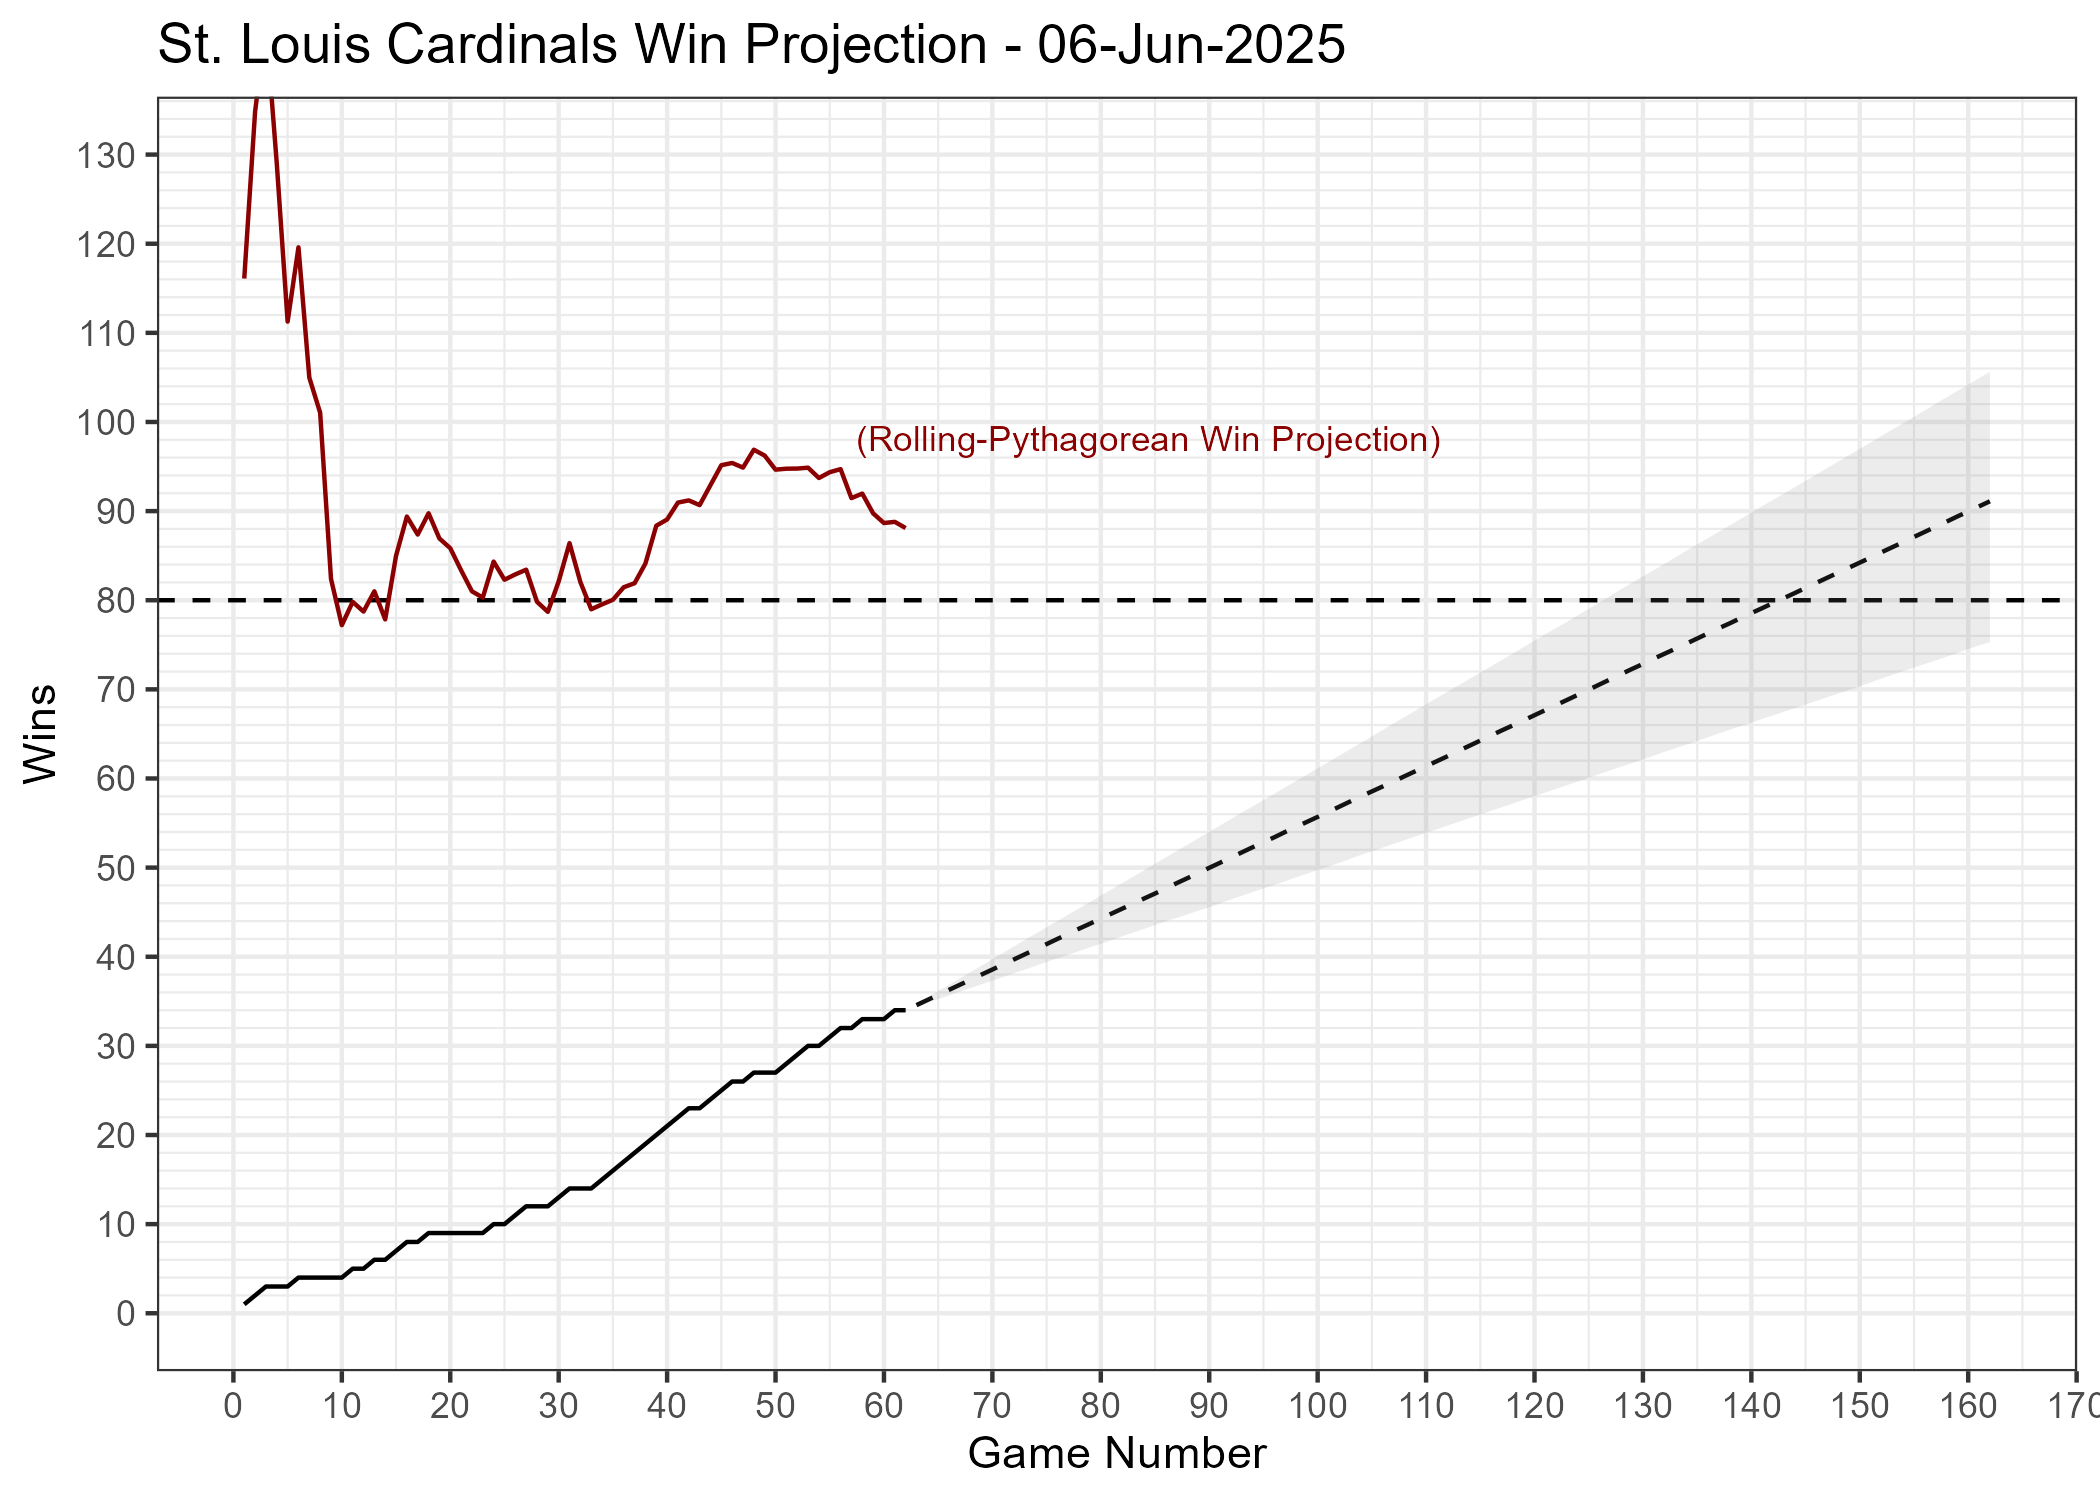 St. Louis Cardinals Win Projection - 06-Jun-2025
130
120
110
100
90
80
70
60
50
40
30
20
10
0
Wins
(Rolling-Pythagorean Win Projection)
0 10 20 30 40 50 60 70 80 90 100 110 120 130 140 150 160 170
Game Number